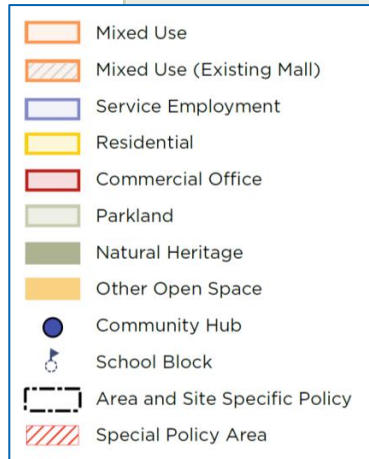 Mixed Use
Mixed Use (Existing Mall)
Service Employment
Residential
Commercial Office
Parkland
Natural Heritage
Other Open Space
Community Hub
School Block
Area and Site Specific Policy
Special Policy Area